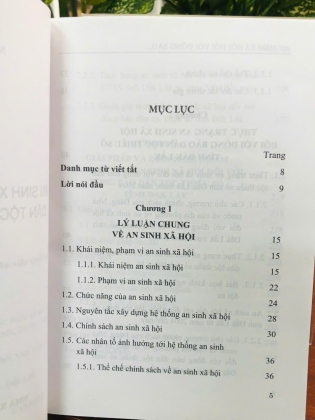 MỤC LỤC
Trang
Danh mục từ viết tắt 8
Lời nói đầu 9
Chương 1
LÝ LUẬN CHUNG
VỀ AN SINH XÃ HỘI 15
1.1. Khái niệm, phạm vi an sinh xã hội 15
1.1.1. Khái niệm an sinh xã hội 15
1.1.2. Phạm vi an sinh xã hội 22
1.2. Chức năng của an sinh xã hội 24
1.3. Nguyên tắc xây dựng hệ thống an sinh xã hội 28
1.4. Chính sách an sinh xã hội 30
1.5. Các nhân tố ảnh hưởng tới hệ thống an sinh
xã hội 36
1.5.1. Thể chế chính sách về an sinh xã hội 36
5